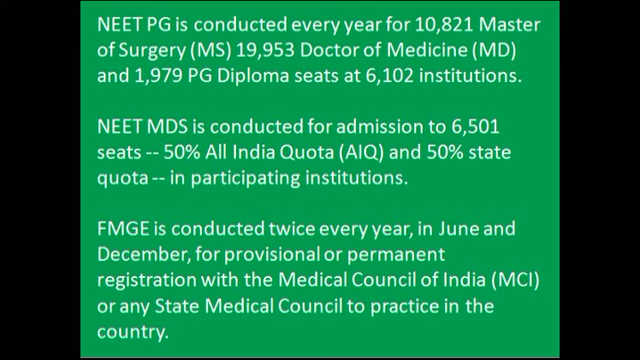 NEET PG is conducted every year for 10,821 Master
of Surgery (MS) 19,953 Doctor of Medicine (MD)
and 1,979 PG Diploma seats at 6,102 institutions.
NEET MDS is conducted for admission to 6,501
seats -- 50% All India Quota (AIQ) and 50% state
quota -- in participating institutions.
FMGE is conducted twice every year, in June and
December, for provisional or permanent
registration with the Medical Council of India (MCI)
or any State Medical Council to practice in the
country.